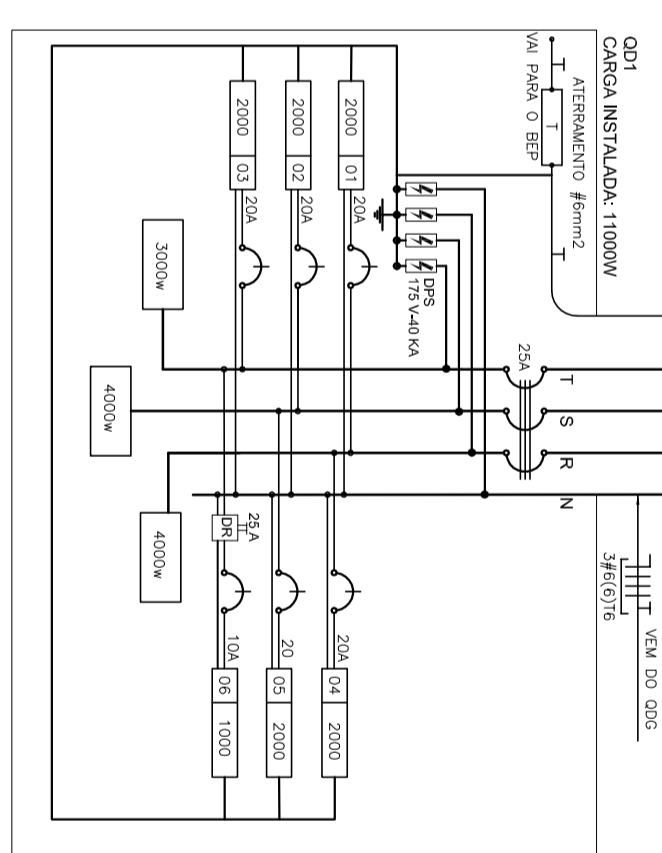 QD1
CARGA INSTALADA: 11000W
ATERRAMENTO #6mm2
T
T
T
VAI PARA O BEP
VEM DO QDG
3#6(6)T6
25A
T
S
R
N
DPS
175 V-40 KA
2000 01
20A
2000 02
20A
2000 03
20A
3000w
4000w
4000w
20A
04 2000
20
05 2000
25 A
DR
10A
06 1000